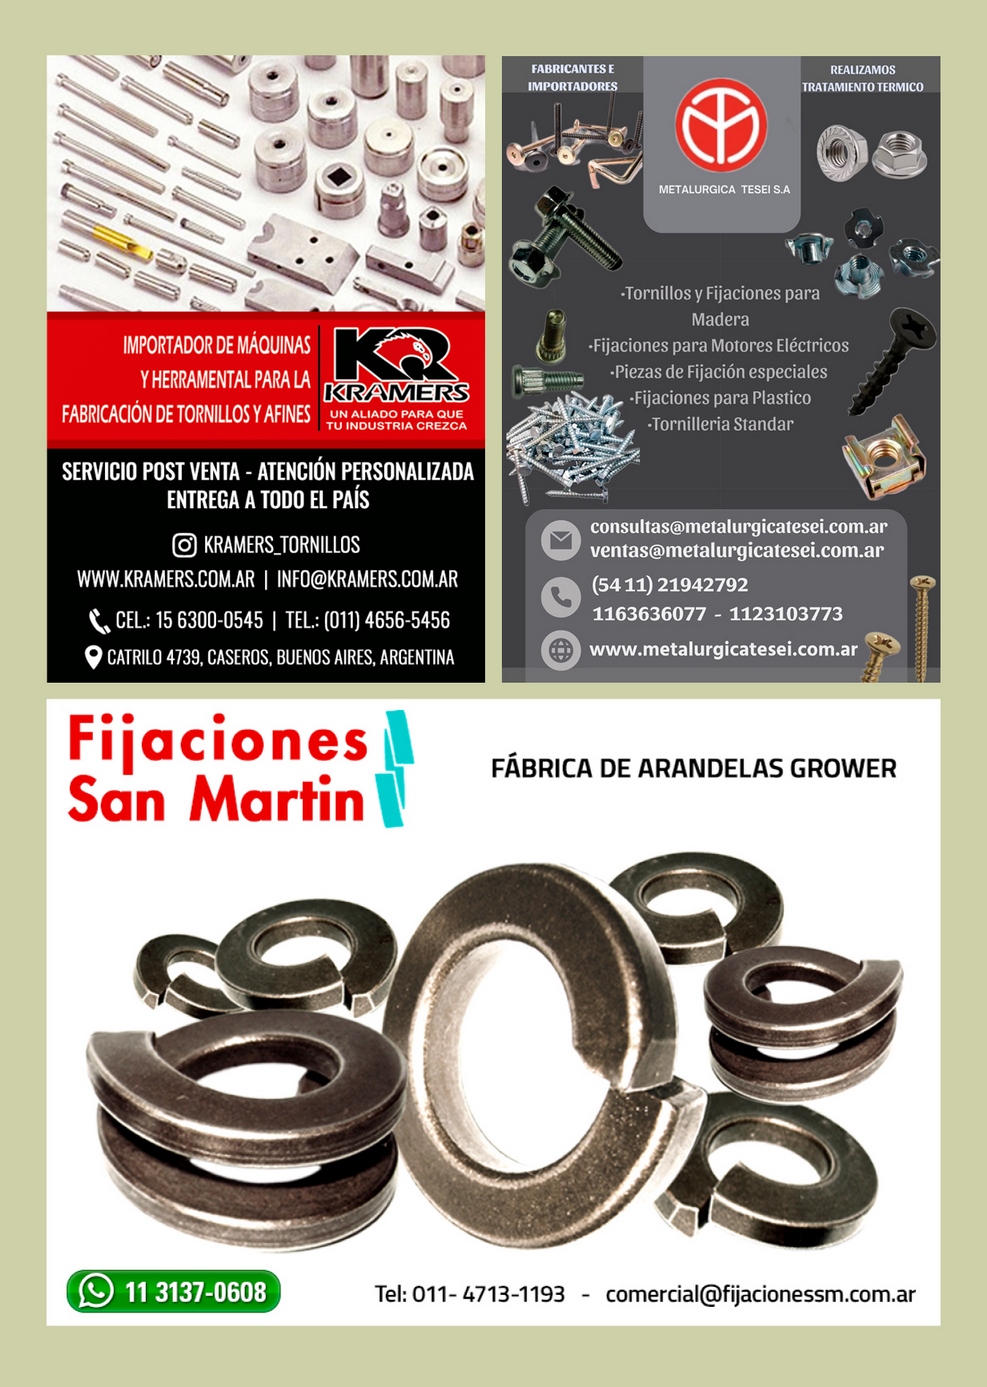 IMPORTADOR DE MÁQUINAS
Y HERRAMENTAL PARA LA
FABRICACIÓN DE TORNILLOS Y AFINES
KR
KRAMERS
UN ALIADO PARA QUE
TU INDUSTRIA CREZCA
SERVICIO POST VENTA - ATENCIÓN PERSONALIZADA
ENTREGA A TODO EL PAÍS
KRAMERS_TORNILLOS
WWW.KRAMERS.COM.AR | INFO@KRAMERS.COM.AR
CEL.: 15 6300-0545 | TEL.: (011) 4656-5456
CATRILO 4739, CASEROS, BUENOS AIRES, ARGENTINA
FABRICANTES E
IMPORTADORES
METALURGICA TESEI S.A
REALIZAMOS
TRATAMIENTO TERMICO
•Tornillos y Fijaciones para
Madera
•Fijaciones para Motores Eléctricos
•Piezas de Fijación especiales
•Fijaciones para Plastico
•Tornilleria Standar
consultas@metalurgicatesei.com.ar
ventas@metalurgicatesei.com.ar
(54 11) 21942792
1163636077 - 1123103773
www.metalurgicatesei.com.ar
Fijaciones
San Martin
FÁBRICA DE ARANDELAS GROWER
11 3137-0608
Tel: 011- 4713-1193 - comercial@fijacionessm.com.ar